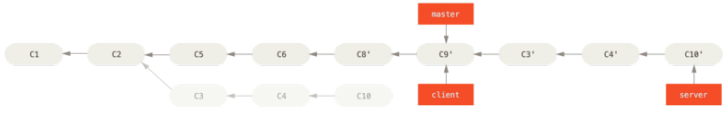 master
C1 C2 C5 C6 C8' C9' C3' C4' C10'
C3 C4 C10 client server